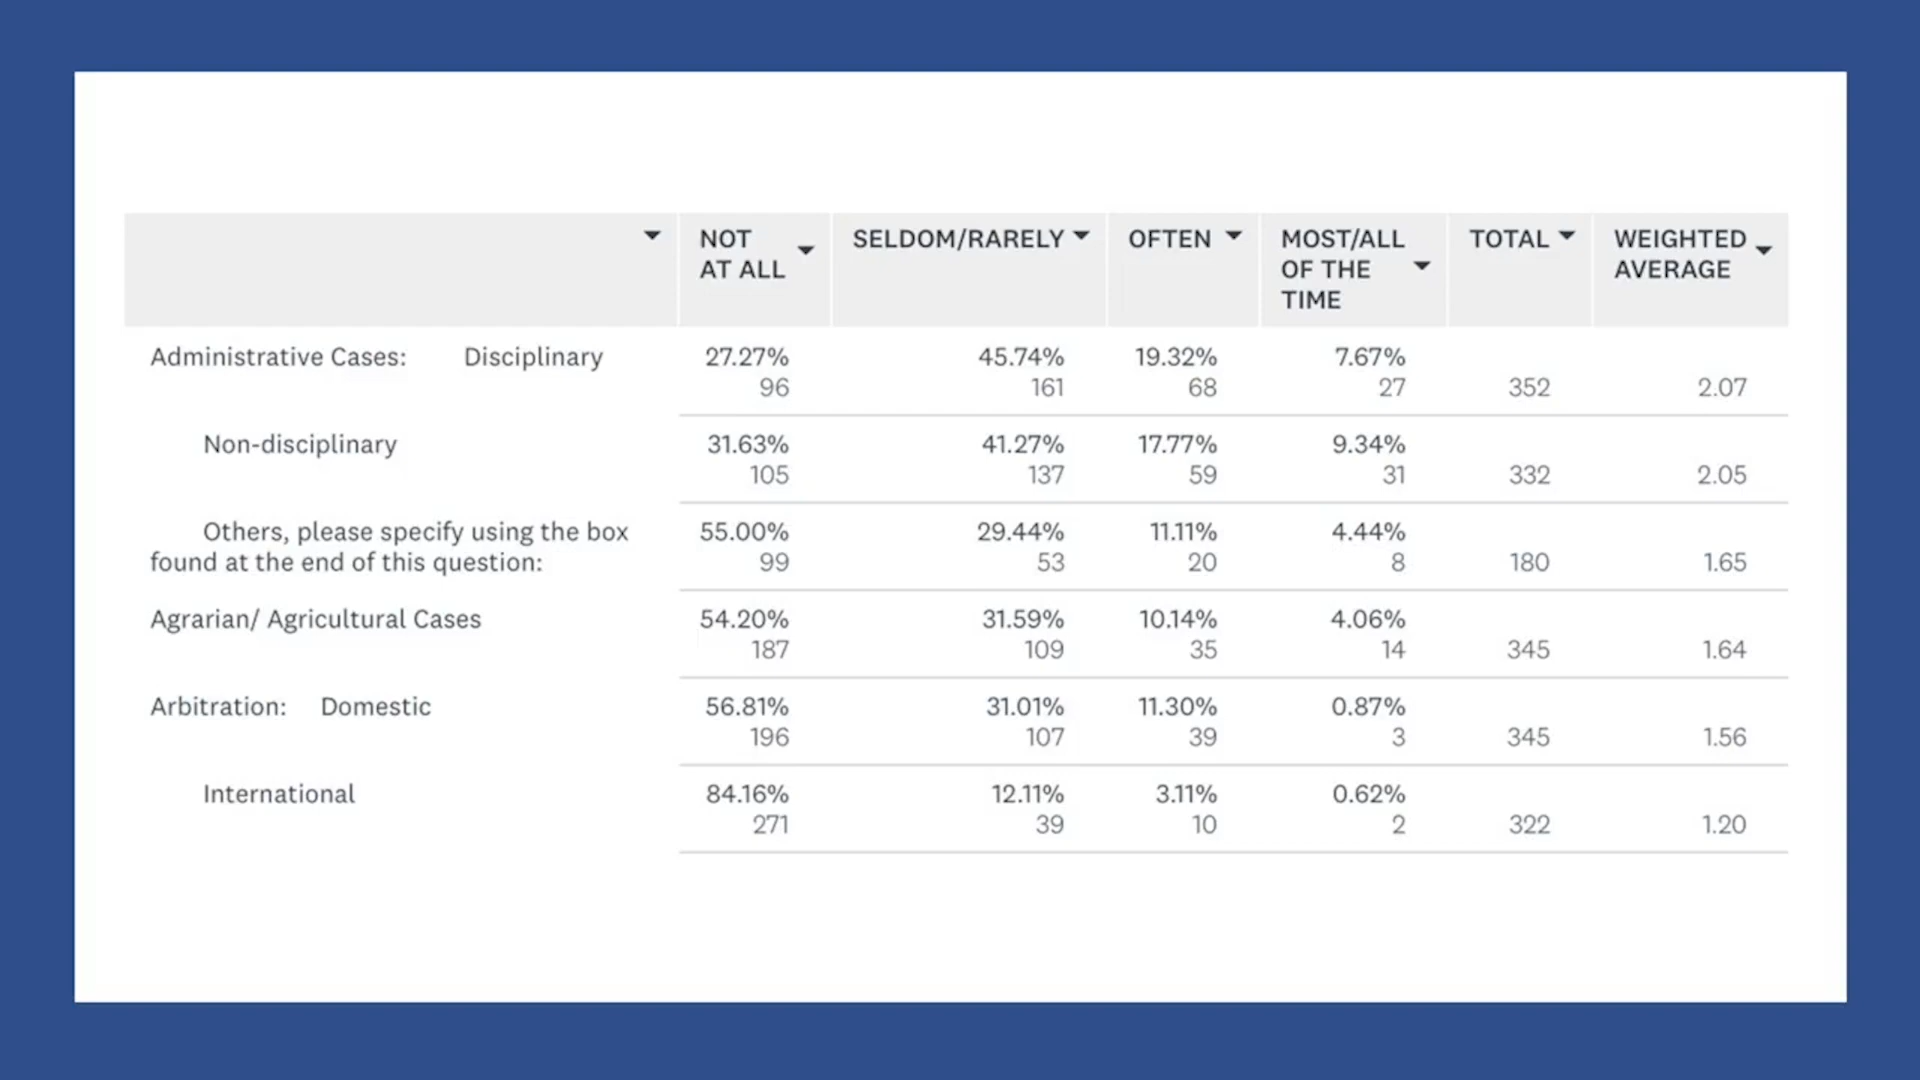 NOT AT ALL SELDOM/RARELY OFTEN MOST/ALL OF THE TIME TOTAL WEIGHTED AVERAGE
Administrative Cases: Disciplinary 27.27% 45.74% 19.32% 7.67%
96 161 68 27 352 2.07
Non-disciplinary 31.63% 41.27% 17.77% 9.34%
105 137 59 31 332 2.05
Others, please specify using the box 55.00% 29.44% 11.11% 4.44%
found at the end of this question: 99 53 20 8 180 1.65
Agrarian/ Agricultural Cases 54.20% 31.59% 10.14% 4.06%
187 109 35 14 345 1.64
Arbitration: Domestic 56.81% 31.01% 11.30% 0.87%
196 107 39 3 345 1.56
International 84.16% 12.11% 3.11% 0.62%
271 39 10 2 322 1.20